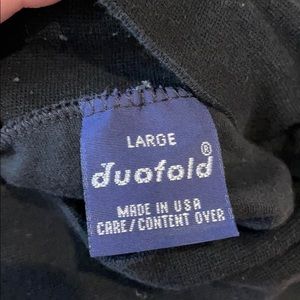 LARGE
duofold®
MADE IN USA
CARE/CONTENT OVER